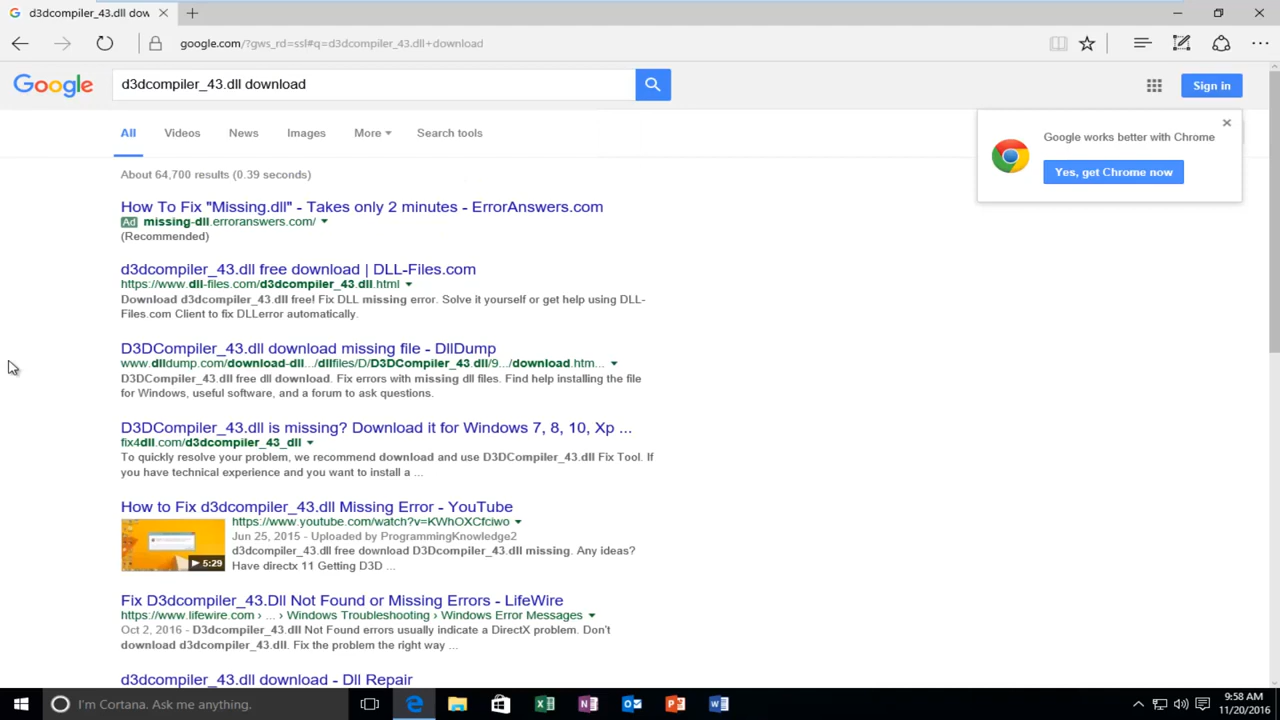 d3dcompiler_43.dll dow
google.com/?gws_rd=ssl#q=d3dcompiler_43.dll+download
Google
d3dcompiler_43.dll download
Sign in
All
Videos
News
Images
More
Search tools
Google works better with Chrome
Yes, get Chrome now
About 64,700 results (0.39 seconds)
How To Fix "Missing.dll" - Takes only 2 minutes - ErrorAnswers.com
Ad missing-dll.erroranswers.com/
(Recommended)
d3dcompiler_43.dll free download | DLL-Files.com
https://www.dll-files.com/d3dcompiler_43.dll.html
Download d3dcompiler_43.dll free! Fix DLL missing error. Solve it yourself or get help using DLL-
Files.com Client to fix DLLerror automatically.
D3DCompiler_43.dll download missing file - DllDump
www.dlldump.com/download-dll.../dllfiles/D/D3DCompiler_43.dll/9.../download.htm...
D3DCompiler_43.dll free dll download. Fix errors with missing dll files. Find help installing the file
for Windows, useful software, and a forum to ask questions.
D3DCompiler_43.dll is missing? Download it for Windows 7, 8, 10, Xp ...
fix4dll.com/d3dcompiler_43_dll
To quickly resolve your problem, we recommend download and use D3DCompiler_43.dll Fix Tool. If
you have technical experience and you want to install a ...
How to Fix d3dcompiler_43.dll Missing Error - YouTube
https://www.youtube.com/watch?v=KWhOXCfciwo
Jun 25, 2015 - Uploaded by ProgrammingKnowledge2
d3dcompiler_43.dll free download D3Dcompiler_43.dll missing. Any ideas?
Have directx 11 Getting D3D ...
5:29
Fix D3dcompiler_43.Dll Not Found or Missing Errors - LifeWire
https://www.lifewire.com › ... › Windows Troubleshooting › Windows Error Messages
Oct 2, 2016 - D3dcompiler_43.dll Not Found errors usually indicate a DirectX problem. Don't
download d3dcompiler_43.dll. Fix the problem the right way ...
d3dcompiler_43.dll download - Dll Repair
I'm Cortana. Ask me anything.
9:58 AM
11/20/2016